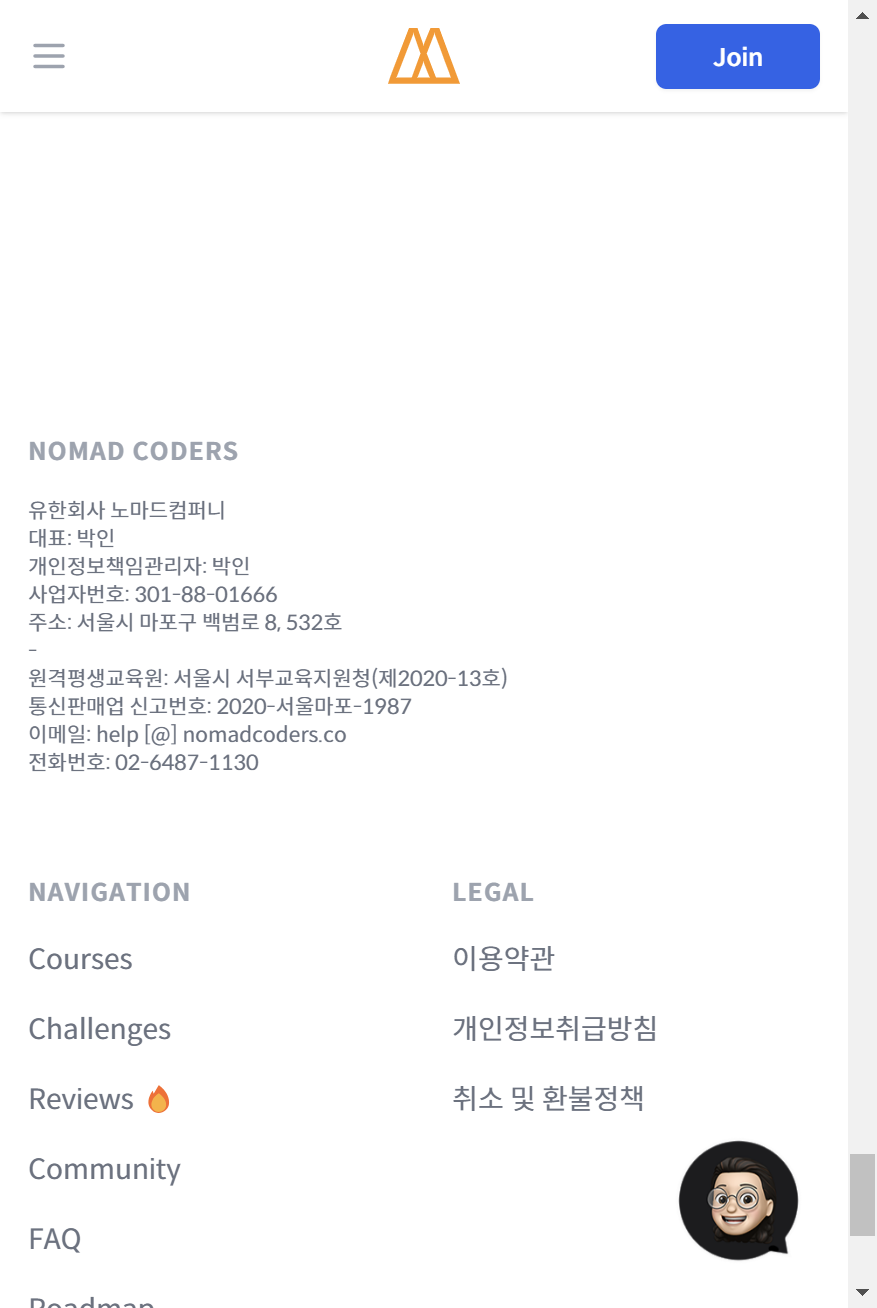 Join
NOMAD CODERS
유한회사 노마드컴퍼니
대표: 박인
개인정보책임관리자: 박인
사업자번호: 301-88-01666
주소: 서울시 마포구 백범로 8, 532호
-
원격평생교육원: 서울시 서부교육지원청(제2020-13호)
통신판매업 신고번호: 2020-서울마포-1987
이메일: help [@] nomadcoders.co
전화번호: 02-6487-1130
NAVIGATION
Courses
Challenges
Reviews 🔥
Community
FAQ
Roadmap
LEGAL
이용약관
개인정보취급방침
취소 및 환불정책